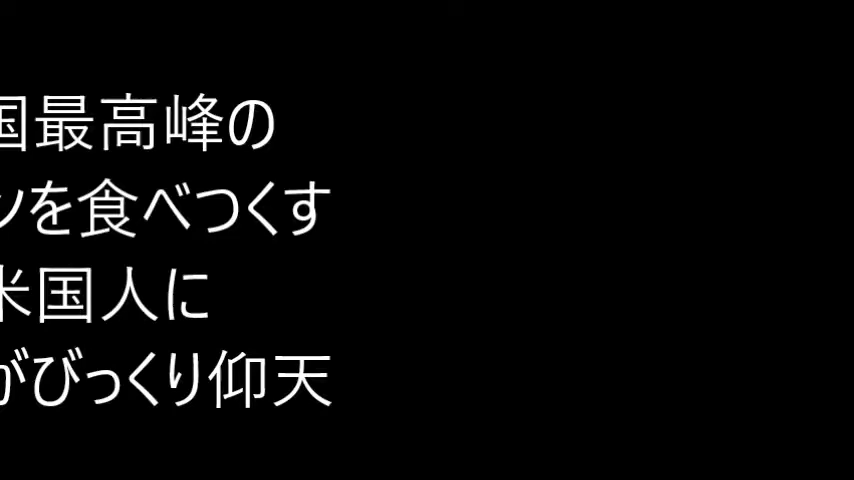 国最高峰の
ンを食べつくす
米国人に
がびっくり仰天